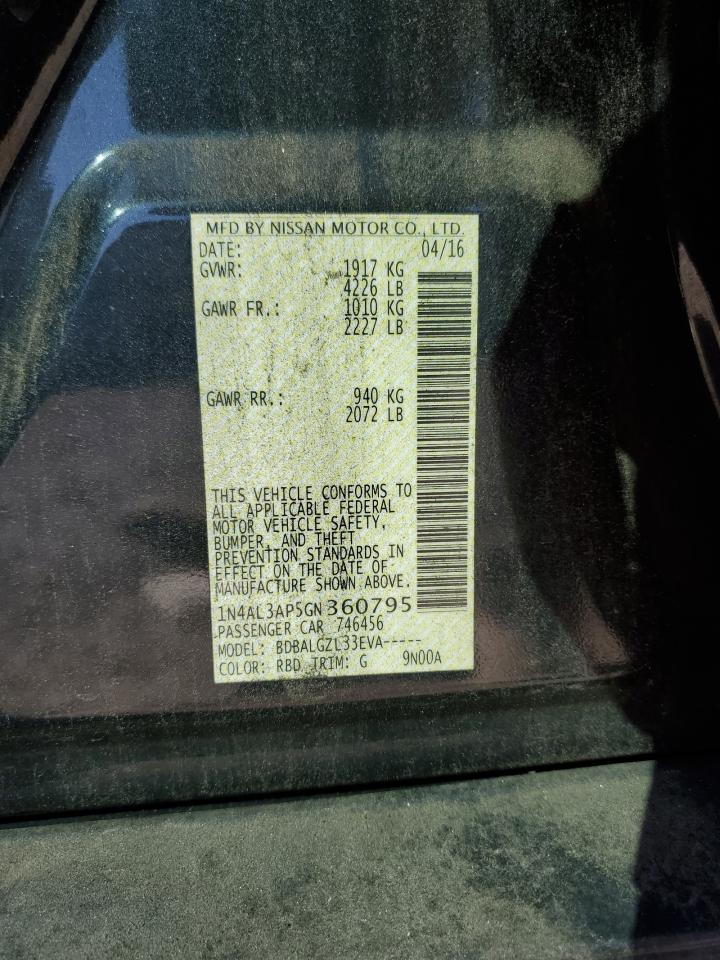 MFD BY NISSAN MOTOR CO., LTD.
DATE: 04/16
GVWR: 1917 KG
4226 LB
GAWR FR.: 1010 KG
2227 LB
GAWR RR.: 940 KG
2072 LB
THIS VEHICLE CONFORMS TO
ALL APPLICABLE FEDERAL
MOTOR VEHICLE SAFETY,
BUMPER, AND THEFT
PREVENTION STANDARDS IN
EFFECT ON THE DATE OF
MANUFACTURE SHOWN ABOVE.
1N4AL3AP5GN360795
PASSENGER CAR 746456
MODEL: BDBALGZL33EVA-----
COLOR: RBD TRIM: G 9N00A